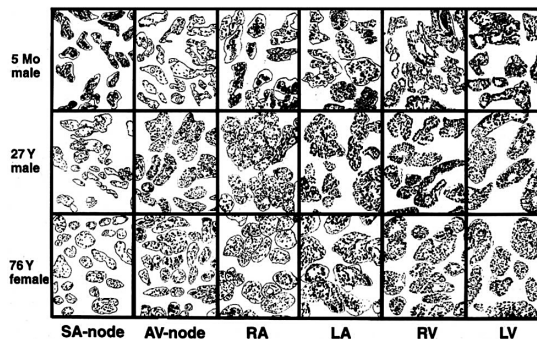 5 Mo
male
27 Y
male
76 Y
female
SA-node AV-node RA LA RV LV